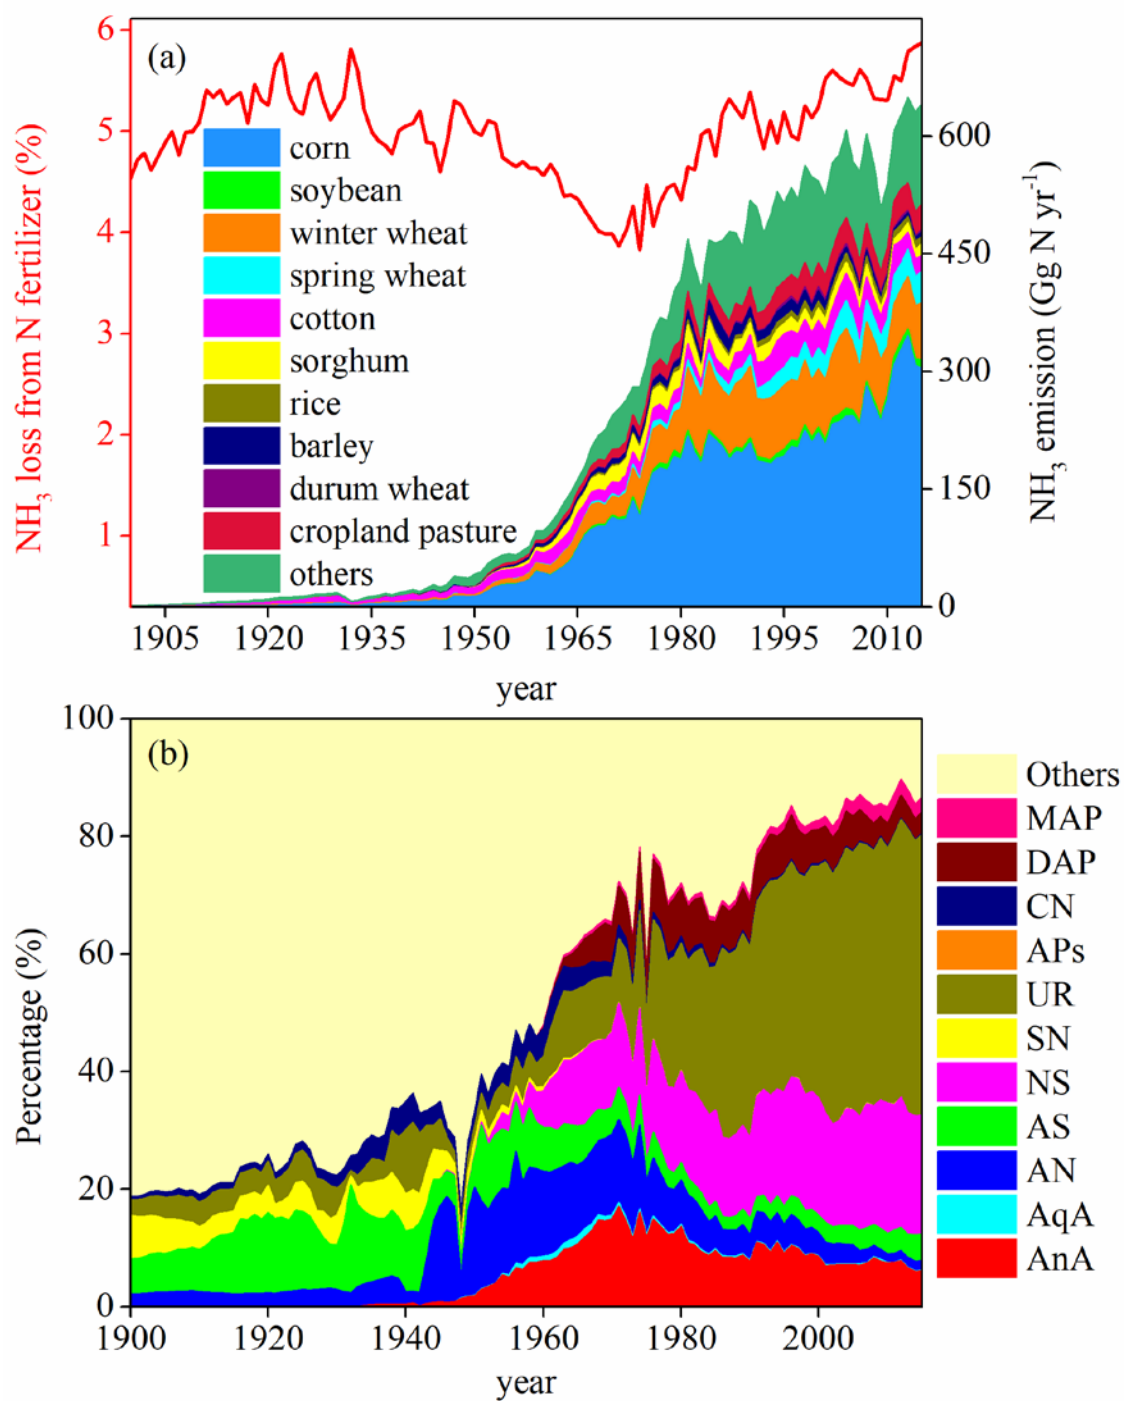 (a)
NH₃ loss from N fertilizer (%)
6
5
4
3
2
1
corn
soybean
winter wheat
spring wheat
cotton
sorghum
rice
barley
durum wheat
cropland pasture
others
600
450
300
150
0
NH₃ emission (Gg N yr⁻¹)
1905 1920 1935 1950 1965 1980 1995 2010
year
(b)
Percentage (%)
100
80
60
40
20
0
Others
MAP
DAP
CN
APs
UR
SN
NS
AS
AN
AqA
AnA
1900 1920 1940 1960 1980 2000
year